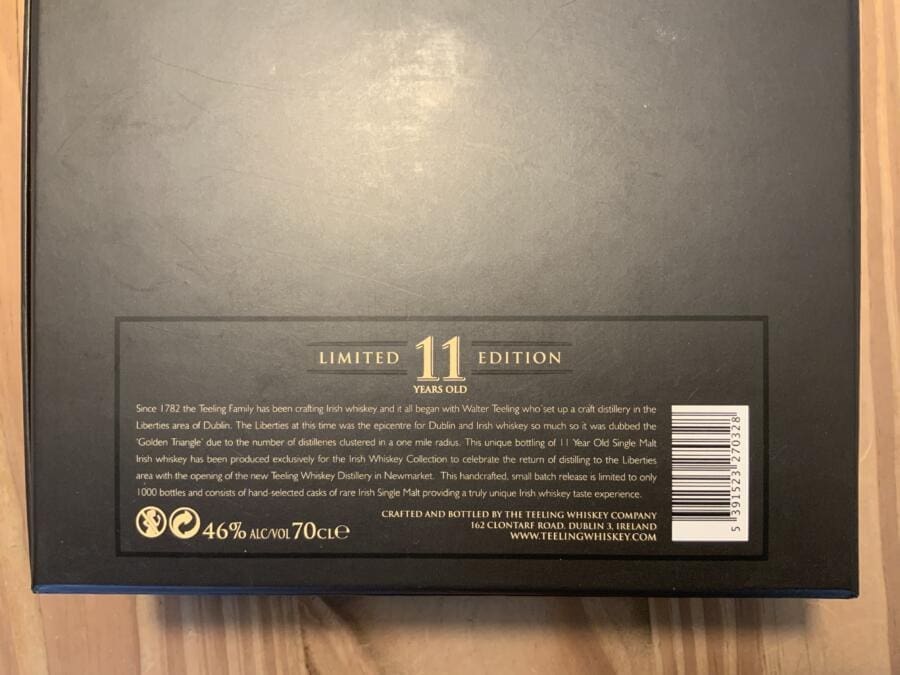 LIMITED 11 EDITION
YEARS OLD
Since 1782 the Teeling Family has been crafting Irish whiskey and it all began with Walter Teeling who set up a craft distillery in the
Liberties area of Dublin. The Liberties at this time was the epicentre for Dublin and Irish whiskey so much so it was dubbed the
'Golden Triangle' due to the number of distilleries clustered in a one mile radius. This unique bottling of 11 Year Old Single Malt
Irish whiskey has been produced exclusively for the Irish Whiskey Collection to celebrate the return of distilling to the Liberties
area with the opening of the new Teeling Whiskey Distillery in Newmarket. This handcrafted, small batch release is limited to only
1000 bottles and consists of hand-selected casks of rare Irish Single Malt providing a truly unique Irish whiskey taste experience.
46% ALC/VOL 70CLe
CRAFTED AND BOTTLED BY THE TEELING WHISKEY COMPANY
162 CLONTARF ROAD, DUBLIN 3, IRELAND
WWW.TEELINGWHISKEY.COM
5 391523 270328